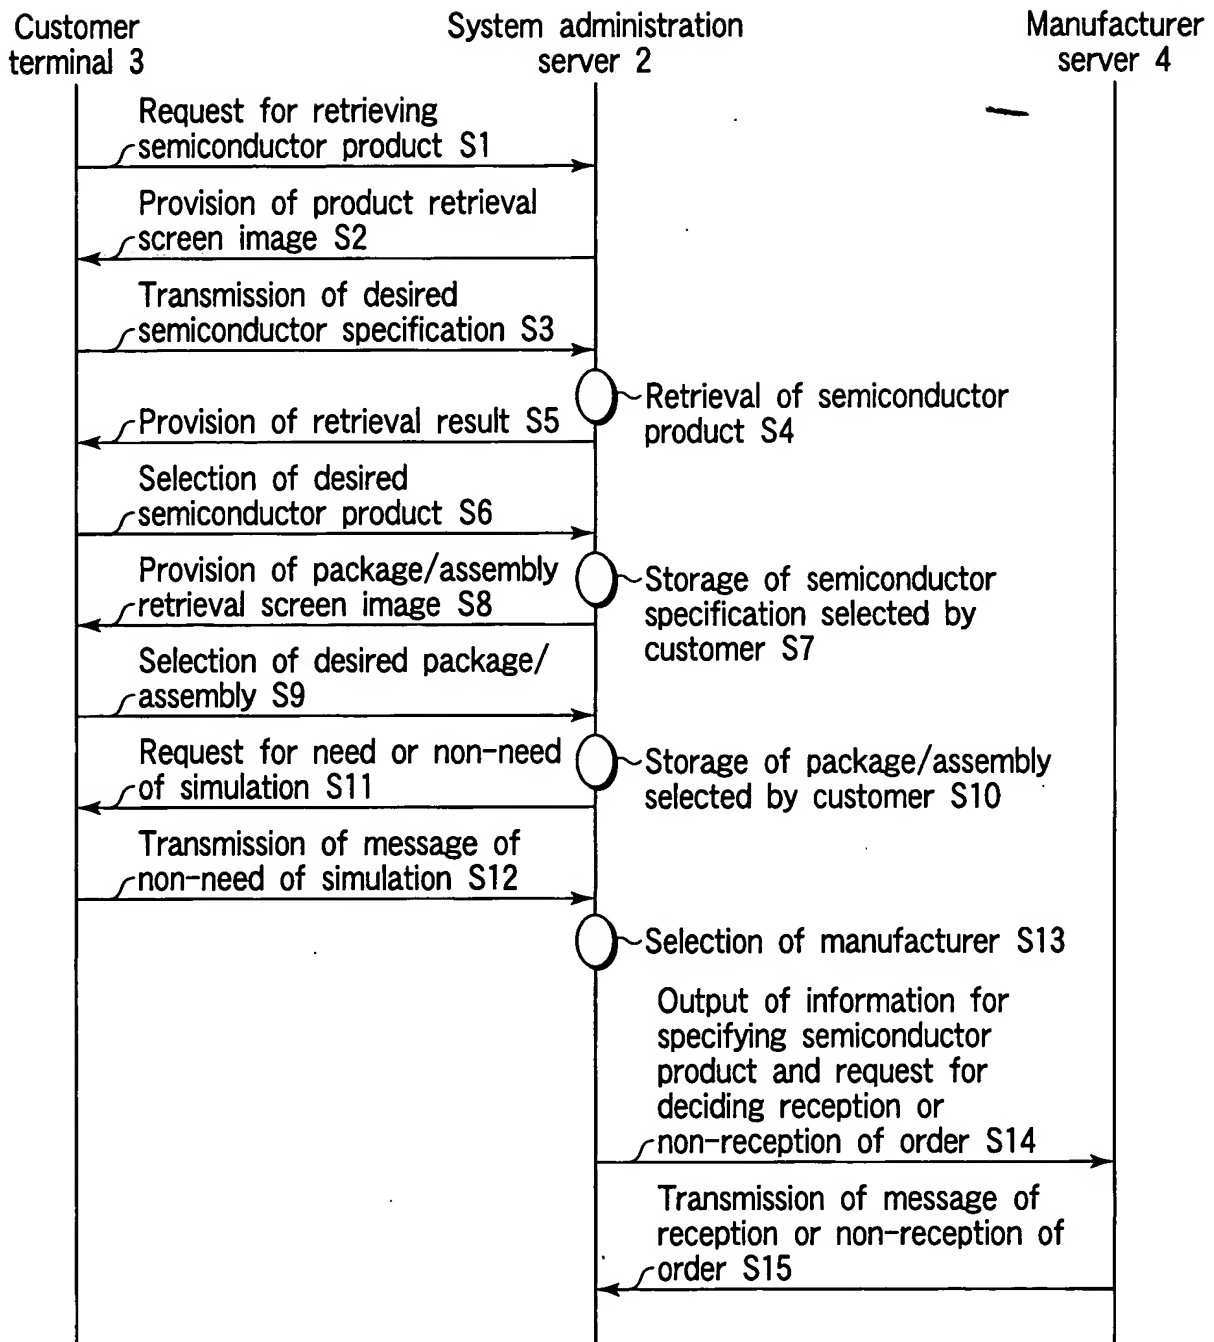 Customer
terminal 3
System administration
server 2
Manufacturer
server 4
Request for retrieving
semiconductor product S1
Provision of product retrieval
screen image S2
Transmission of desired
semiconductor specification S3
Retrieval of semiconductor
product S4
Provision of retrieval result S5
Selection of desired
semiconductor product S6
Storage of semiconductor
specification selected by
customer S7
Provision of package/assembly
retrieval screen image S8
Selection of desired package/
assembly S9
Storage of package/assembly
selected by customer S10
Request for need or non-need
of simulation S11
Transmission of message of
non-need of simulation S12
Selection of manufacturer S13
Output of information for
specifying semiconductor
product and request for
deciding reception or
non-reception of order S14
Transmission of message of
reception or non-reception of
order S15